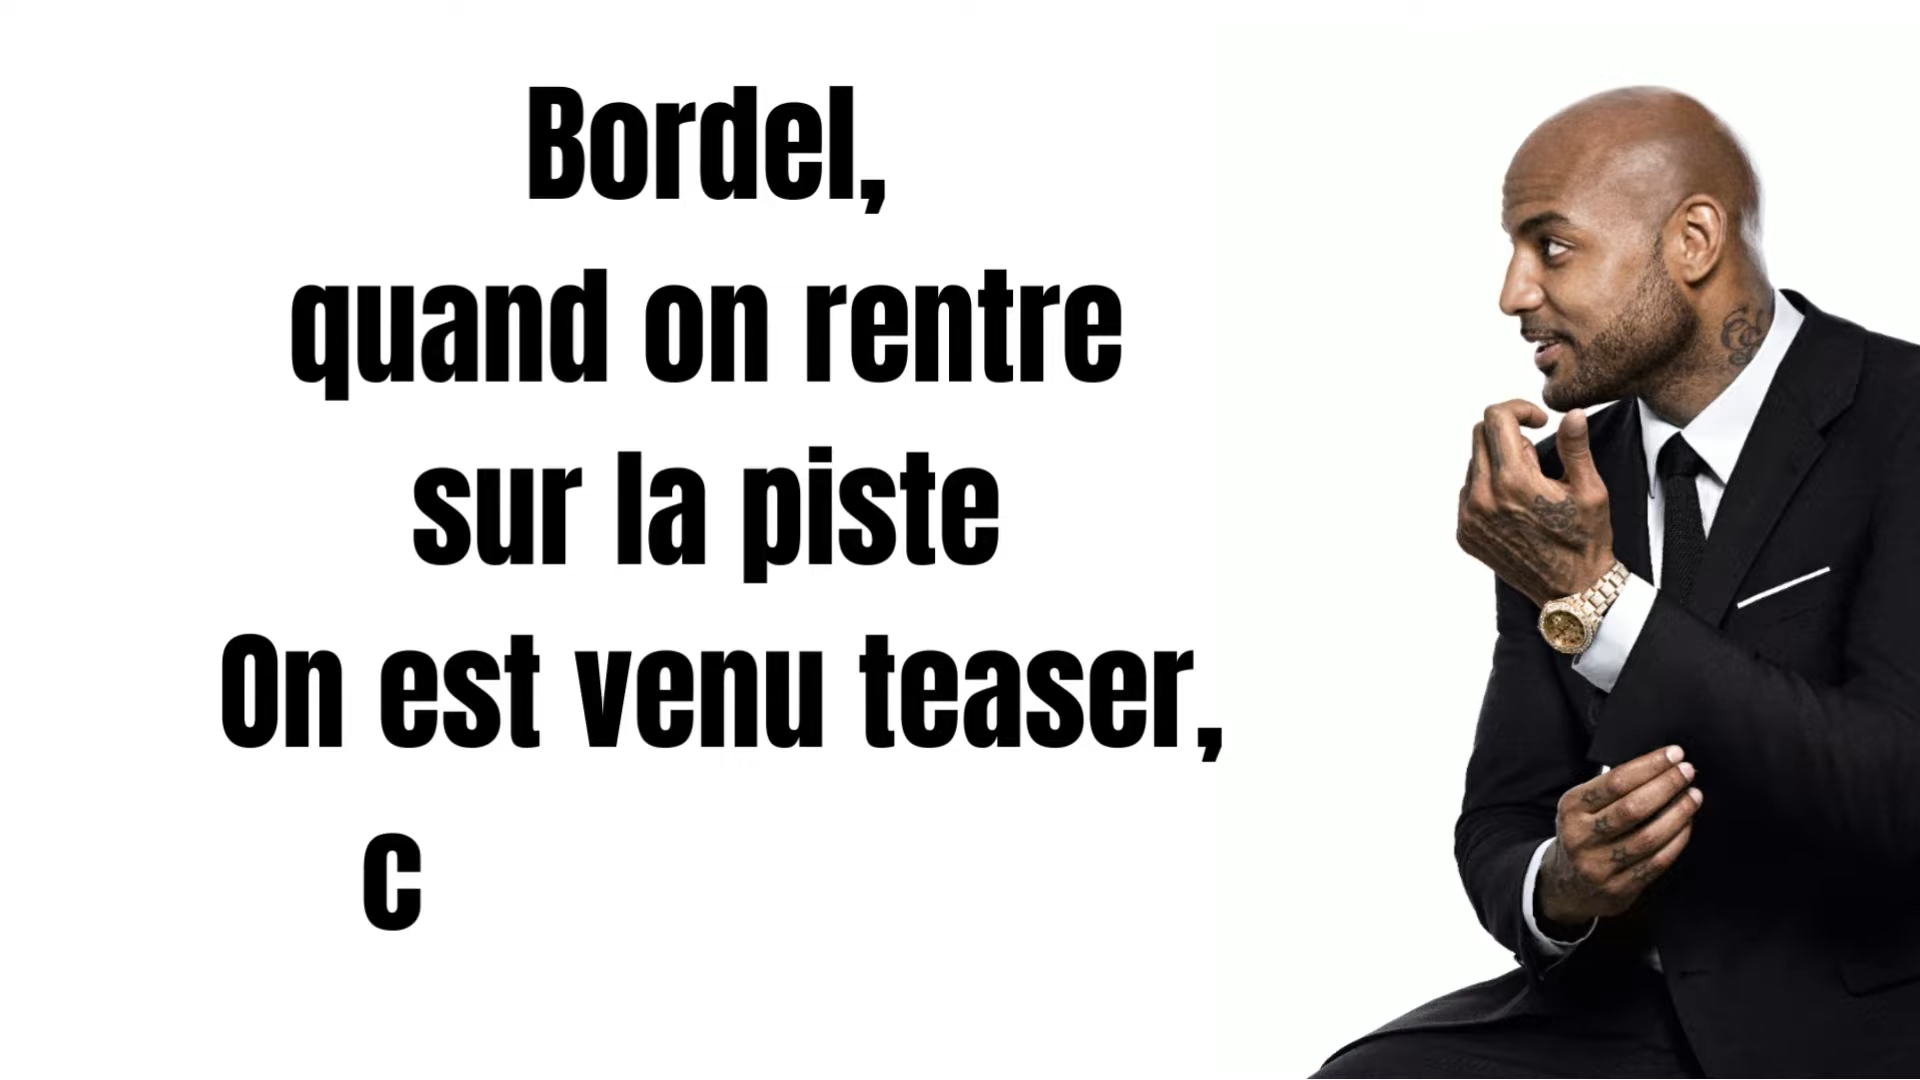 Bordel,
quand on rentre
sur la piste
On est venu teaser,
c